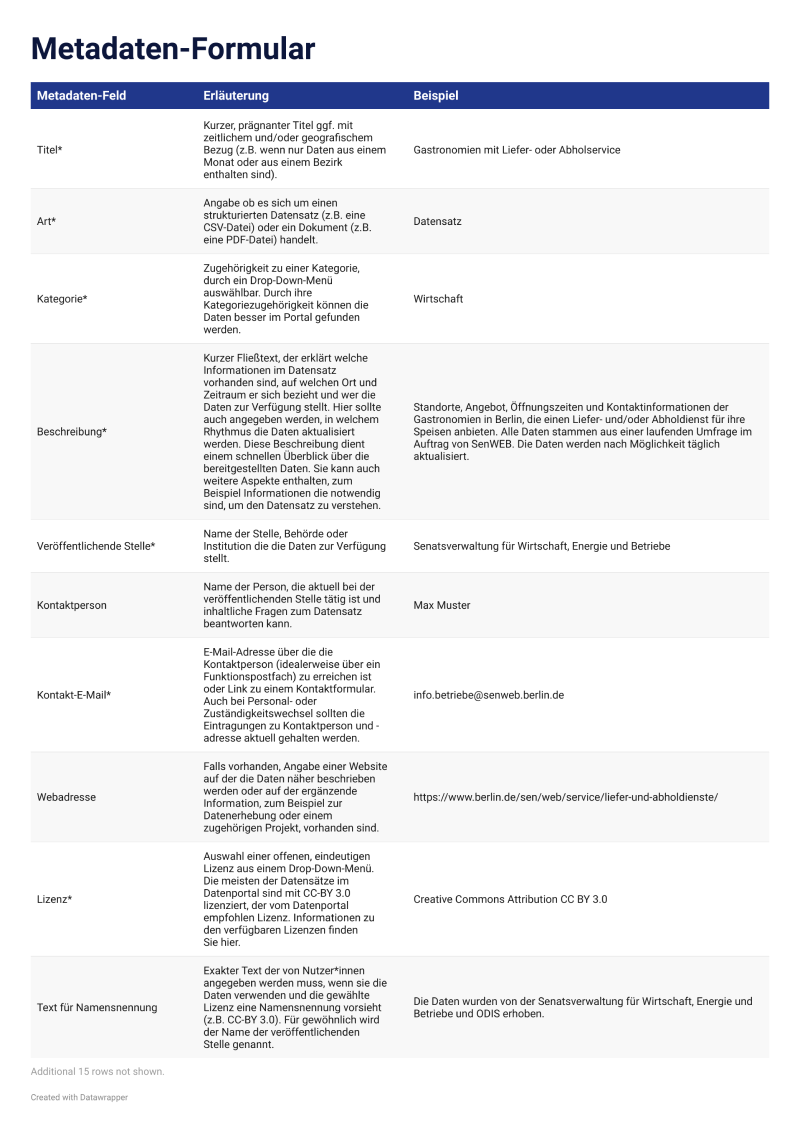 Metadaten-Formular
Metadaten-Feld
Erläuterung
Beispiel
Titel*
Kurzer, prägnanter Titel ggf. mit
zeitlichem und/oder geografischem
Bezug (z.B. wenn nur Daten aus einem
Monat oder aus einem Bezirk
enthalten sind).
Gastronomien mit Liefer- oder Abholservice
Art*
Angabe ob es sich um einen
strukturierten Datensatz (z.B. eine
CSV-Datei) oder ein Dokument (z.B.
eine PDF-Datei) handelt.
Datensatz
Kategorie*
Zugehörigkeit zu einer Kategorie,
durch ein Drop-Down-Menü
auswählbar. Durch ihre
Kategoriezugehörigkeit können die
Daten besser im Portal gefunden
werden.
Wirtschaft
Beschreibung*
Kurzer Fließtext, der erklärt welche
Informationen im Datensatz
vorhanden sind, auf welchen Ort und
Zeitraum er sich bezieht und wer die
Daten zur Verfügung stellt. Hier sollte
auch angegeben werden, in welchem
Rhythmus die Daten aktualisiert
werden. Diese Beschreibung dient
einem schnellen Überblick über die
bereitgestellten Daten. Sie kann auch
weitere Aspekte enthalten, zum
Beispiel Informationen die notwendig
sind, um den Datensatz zu verstehen.
Standorte, Angebot, Öffnungszeiten und Kontaktinformationen der
Gastronomien in Berlin, die einen Liefer- und/oder Abholdienst für ihre
Speisen anbieten. Alle Daten stammen aus einer laufenden Umfrage im
Auftrag von SenWEB. Die Daten werden nach Möglichkeit täglich
aktualisiert.
Veröffentlichende Stelle*
Name der Stelle, Behörde oder
Institution die die Daten zur Verfügung
stellt.
Senatsverwaltung für Wirtschaft, Energie und Betriebe
Kontaktperson
Name der Person, die aktuell bei der
veröffentlichenden Stelle tätig ist und
inhaltliche Fragen zum Datensatz
beantworten kann.
Max Muster
Kontakt-E-Mail*
E-Mail-Adresse über die die
Kontaktperson (idealerweise über ein
Funktionspostfach) zu erreichen ist
oder Link zu einem Kontaktformular.
Auch bei Personal- oder
Zuständigkeitswechsel sollten die
Eintragungen zu Kontaktperson und -
adresse aktuell gehalten werden.
info.betriebe@senweb.berlin.de
Webadresse
Falls vorhanden, Angabe einer Website
auf der die Daten näher beschrieben
werden oder auf der ergänzende
Information, zum Beispiel zur
Datenerhebung oder einem
zugehörigen Projekt, vorhanden sind.
https://www.berlin.de/sen/web/service/liefer-und-abholdienste/
Lizenz*
Auswahl einer offenen, eindeutigen
Lizenz aus einem Drop-Down-Menü.
Die meisten der Datensätze im
Datenportal sind mit CC-BY 3.0
lizenziert, der vom Datenportal
empfohlen Lizenz. Informationen zu
den verfügbaren Lizenzen finden
Sie hier.
Creative Commons Attribution CC BY 3.0
Text für Namensnennung
Exakter Text der von Nutzer*innen
angegeben werden muss, wenn sie die
Daten verwenden und die gewählte
Lizenz eine Namensnennung vorsieht
(z.B. CC-BY 3.0). Für gewöhnlich wird
der Name der veröffentlichenden
Stelle genannt.
Die Daten wurden von der Senatsverwaltung für Wirtschaft, Energie und
Betriebe und ODIS erhoben.
Additional 15 rows not shown.
Created with Datawrapper